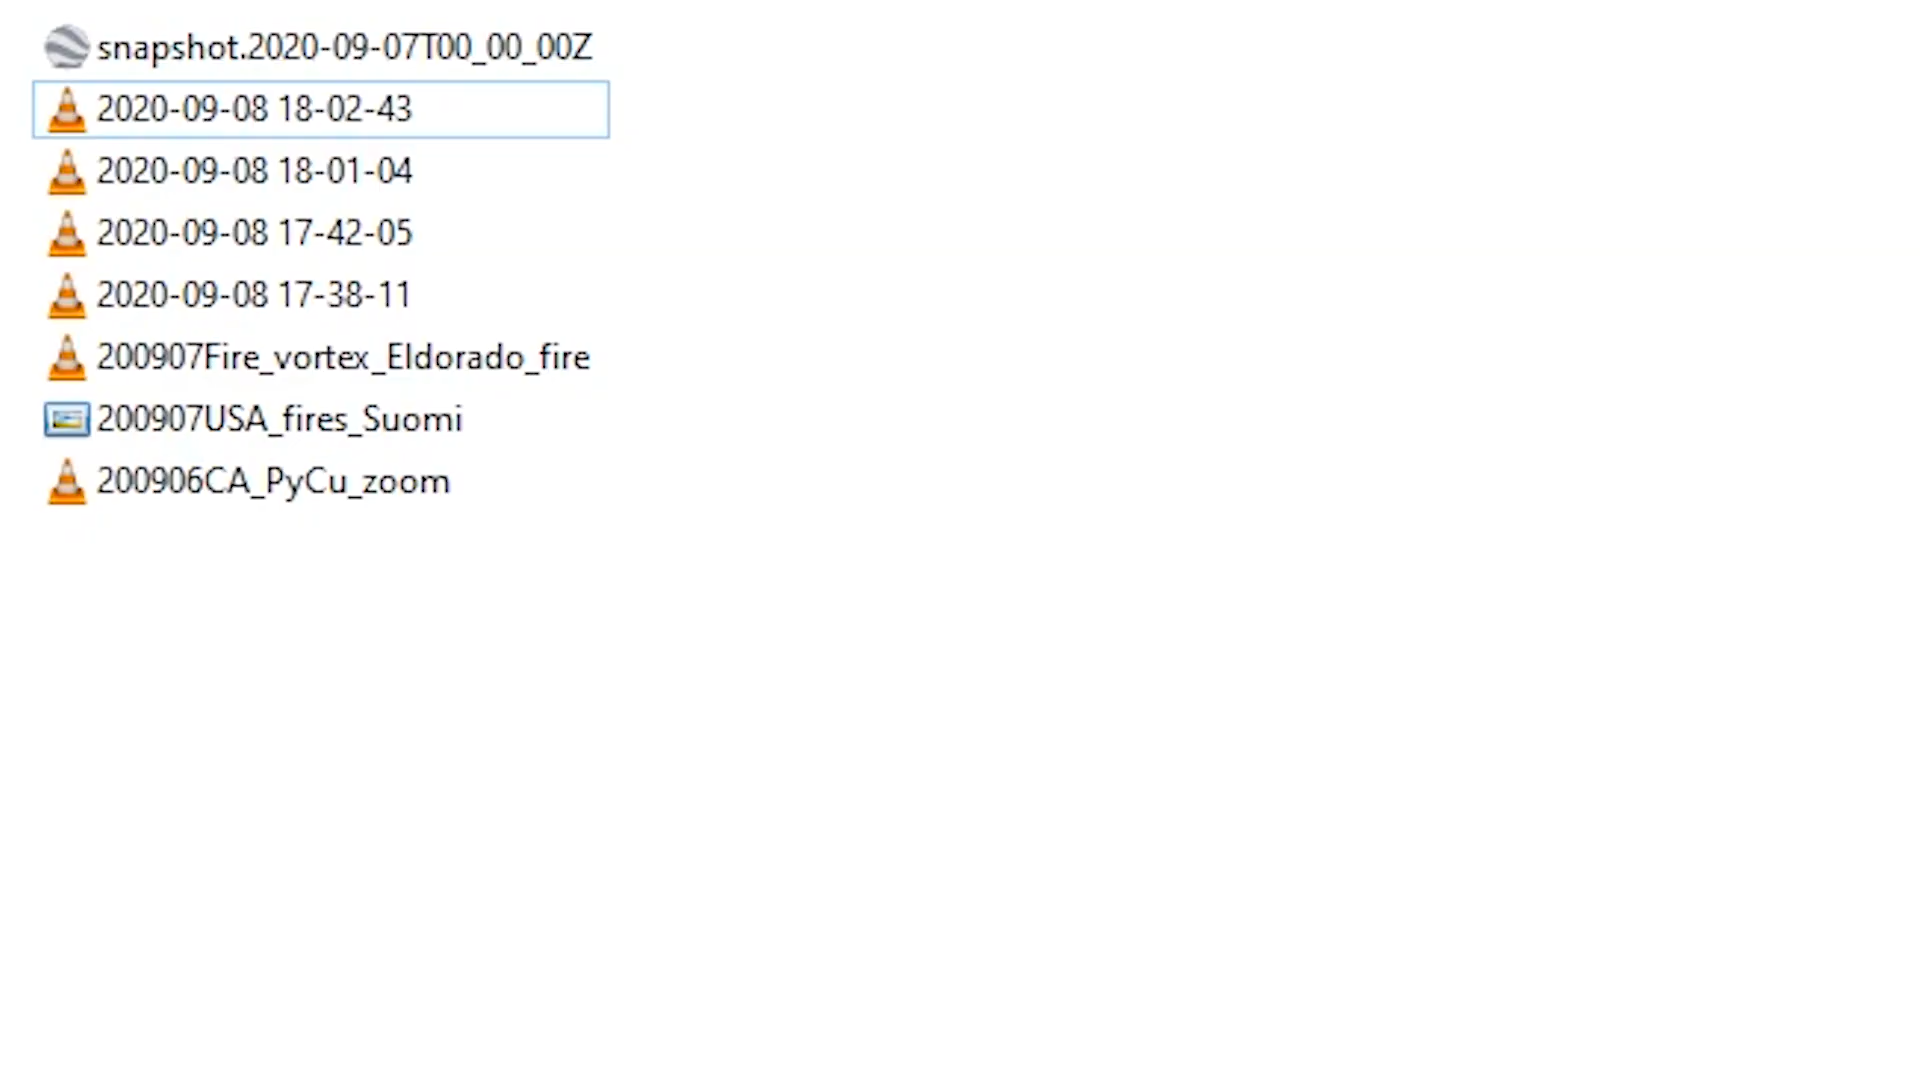 snapshot.2020-09-07T00_00_00Z
2020-09-08 18-02-43
2020-09-08 18-01-04
2020-09-08 17-42-05
2020-09-08 17-38-11
200907Fire_vortex_Eldorado_fire
200907USA_fires_Suomi
200906CA_PyCu_zoom